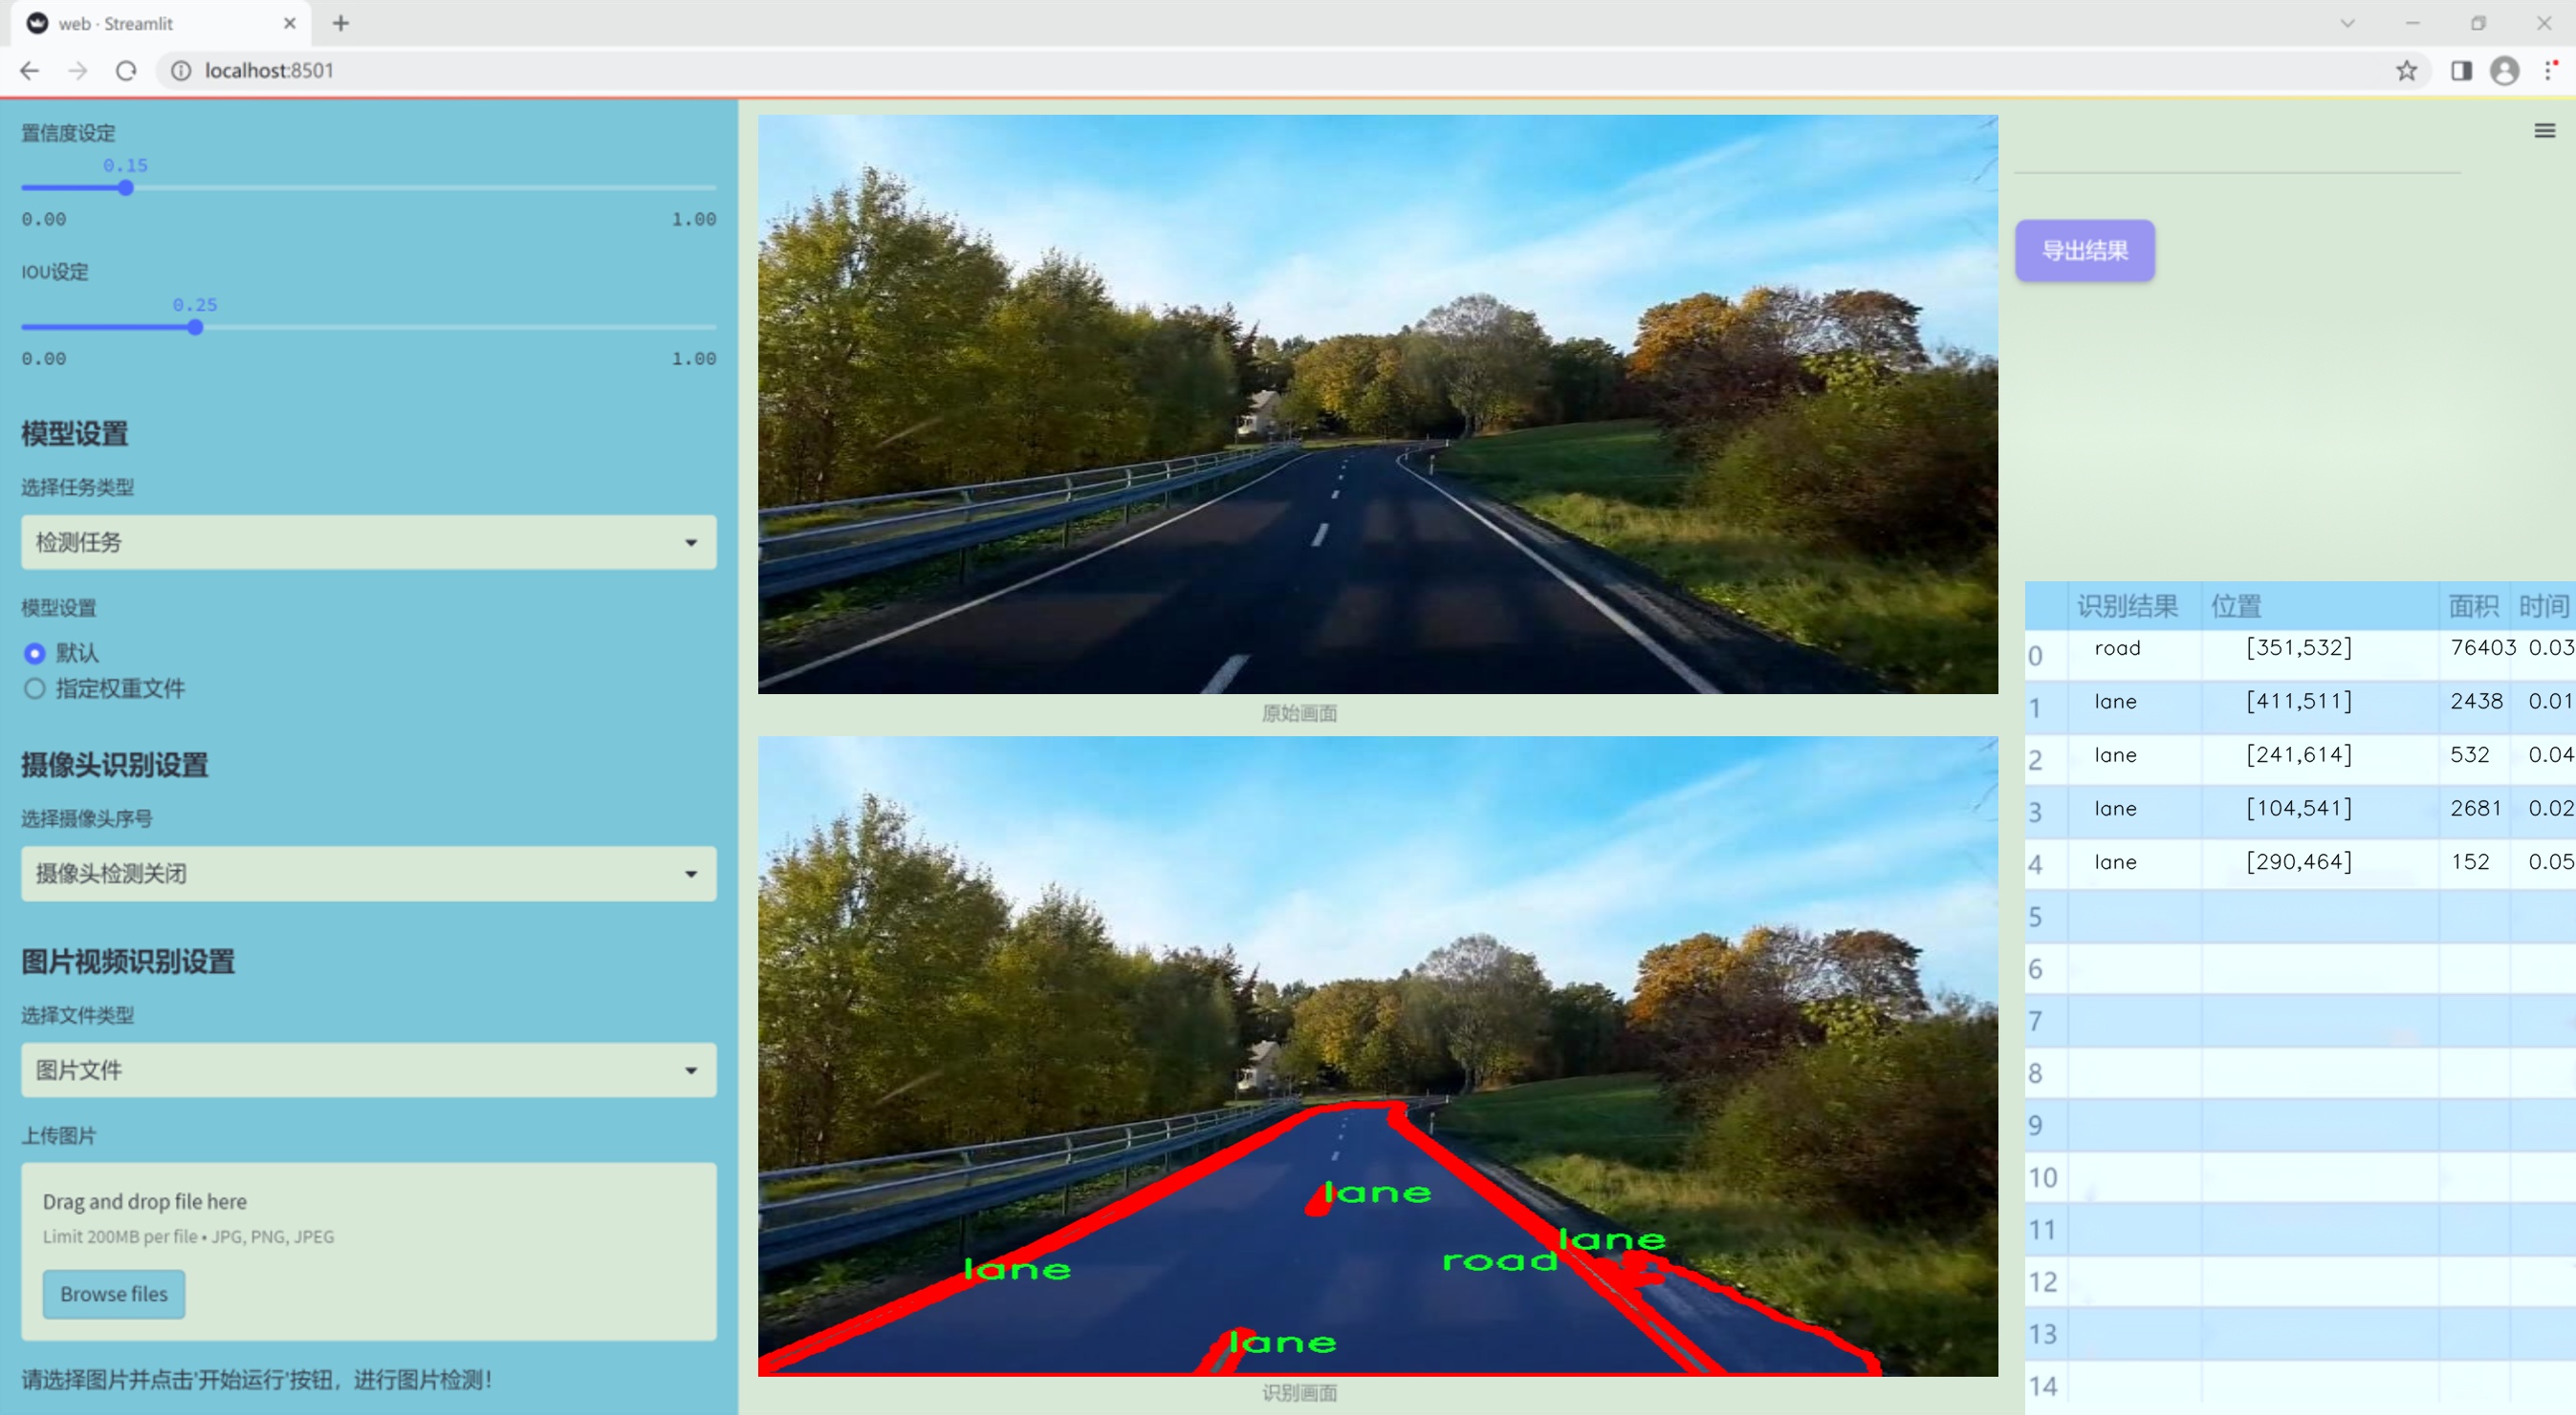 web · Streamlit
localhost:8501
置信度设定
0.15
0.00 1.00
IOU设定
0.25
0.00 1.00
模型设置
选择任务类型
检测任务
模型设置
默认
指定权重文件
摄像头识别设置
选择摄像头序号
摄像头检测关闭
图片视频识别设置
选择文件类型
图片文件
上传图片
Drag and drop file here
Limit 200MB per file • JPG, PNG, JPEG
Browse files
请选择图片并点击'开始运行'按钮，进行图片检测!
原始画面
lane
lane
road
lane
lane
识别画面
导出结果
识别结果 位置 面积 时间
0 road [351,532] 76403 0.03
1 lane [411,511] 2438 0.01
2 lane [241,614] 532 0.04
3 lane [104,541] 2681 0.02
4 lane [290,464] 152 0.05
5
6
7
8
9
10
11
12
13
14